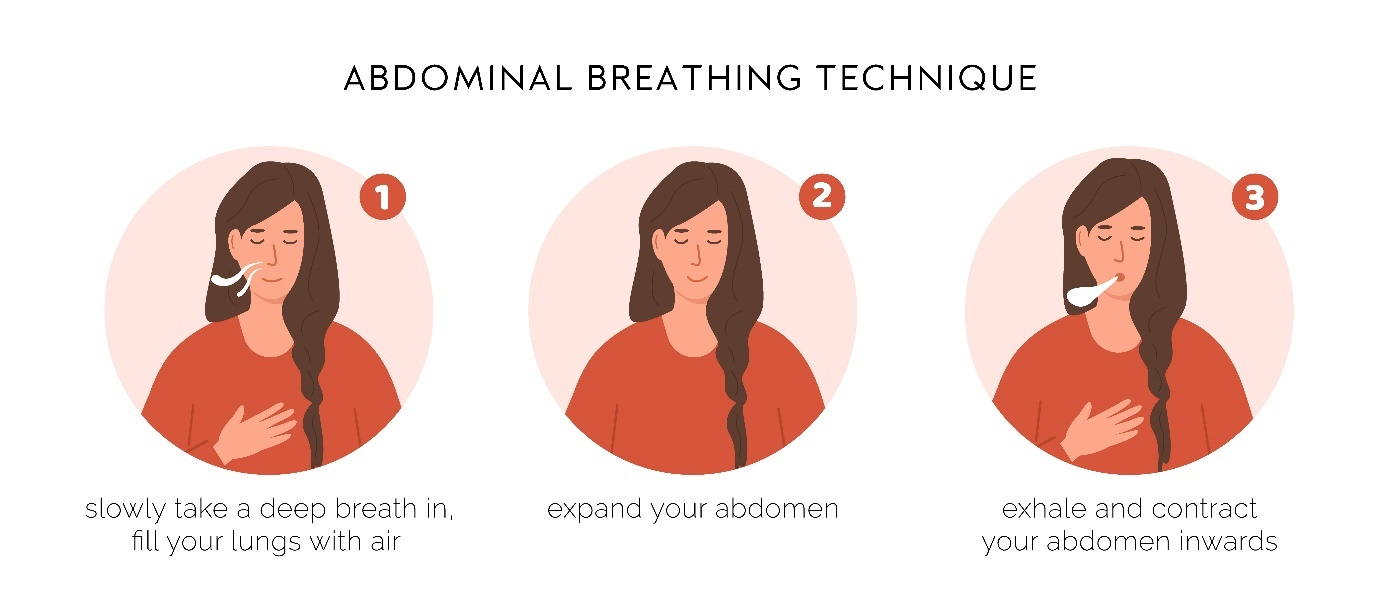 ABDOMINAL BREATHING TECHNIQUE
1
2
3
slowly take a deep breath in,
fill your lungs with air
expand your abdomen
exhale and contract
your abdomen inwards